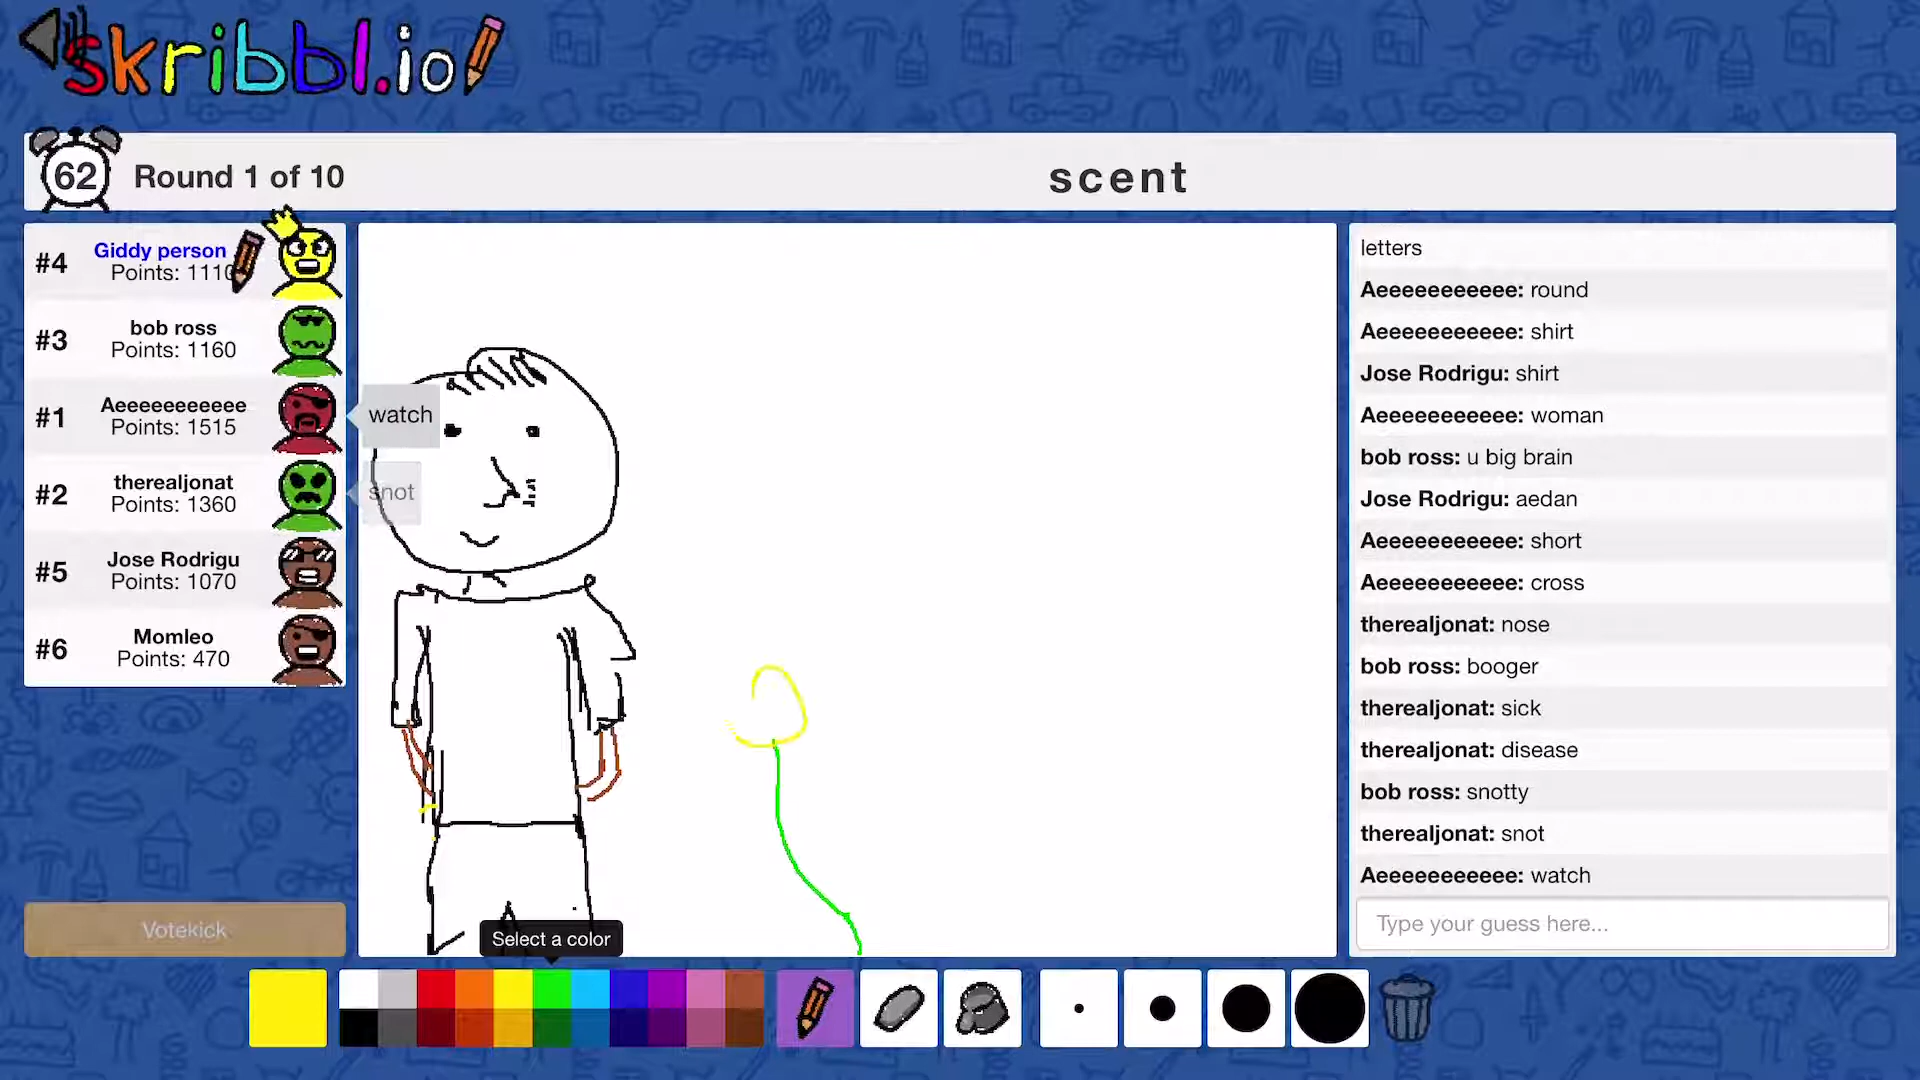 skribbl.io
62
Round 1 of 10
scent
#4
Giddy person
Points: 1110
#3
bob ross
Points: 1160
#1
Aeeeeeeeeeee
Points: 1515
#2
therealjonat
Points: 1360
#5
Jose Rodrigu
Points: 1070
#6
Momleo
Points: 470
Votekick
watch
snot
Select a color
letters
Aeeeeeeeeeee: round
Aeeeeeeeeeee: shirt
Jose Rodrigu: shirt
Aeeeeeeeeeee: woman
bob ross: u big brain
Jose Rodrigu: aedan
Aeeeeeeeeeee: short
Aeeeeeeeeeee: cross
therealjonat: nose
bob ross: booger
therealjonat: sick
therealjonat: disease
bob ross: snotty
therealjonat: snot
Aeeeeeeeeeee: watch
Type your guess here...